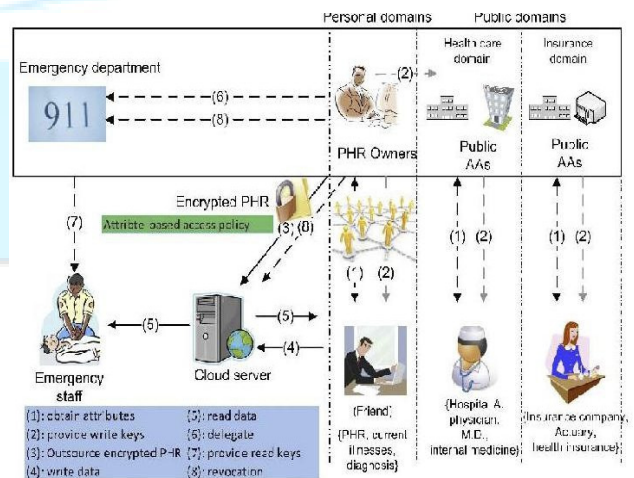 Personal domains
Public domains
Health care
domain
Insurance
domain
Emergency department
911
(6)
(8)
(2)
PHR Owners
Public
AAs
Public
AAs
Encrypted PHR
Attribte-based access policy
(3)
(8)
(7)
(1)
(2)
(1)
(2)
(1)
(2)
(5)
(5)
(4)
Emergency
staff
Cloud server
(Friend)
{PHR, current
illnesses,
diagnosis}
{Hospital A,
physician,
M.D.,
internal medicine}
{Insurance company,
Actuary,
health insurance}
(1): obtain attributes
(2): provide write keys
(3): Outsource encrypted PHR
(4): write data
(5): read data
(6): delegate
(7): provide read keys
(8): revocation